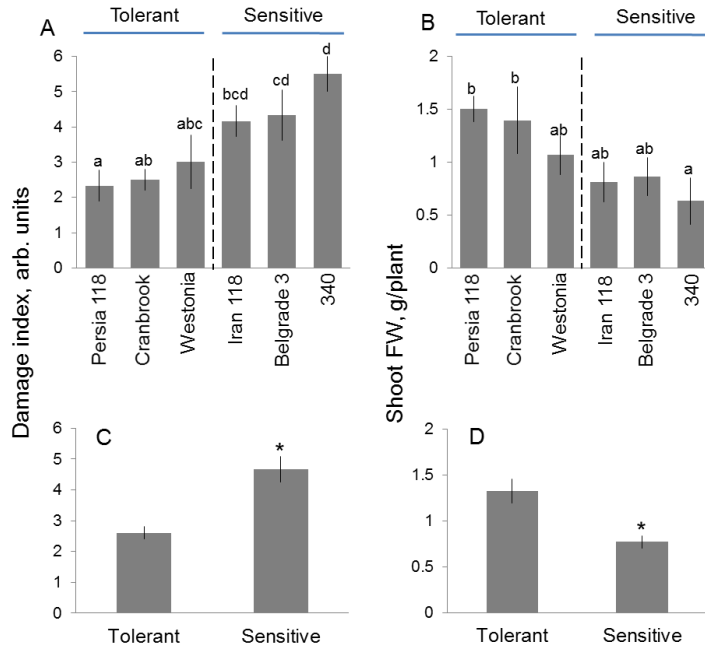 A
Tolerant
Sensitive
6
5
4
3
2
1
0
a
ab
abc
bcd
cd
d
Persia 118
Cranbrook
Westonia
Iran 118
Belgrade 3
340
Damage index, arb. units
B
Tolerant
Sensitive
2
1.5
1
0.5
0
b
b
ab
ab
ab
a
Persia 118
Cranbrook
Westonia
Iran 118
Belgrade 3
340
Shoot FW, g/plant
C
6
5
4
3
2
1
0
*
Tolerant
Sensitive
D
2
1.5
1
0.5
0
*
Tolerant
Sensitive